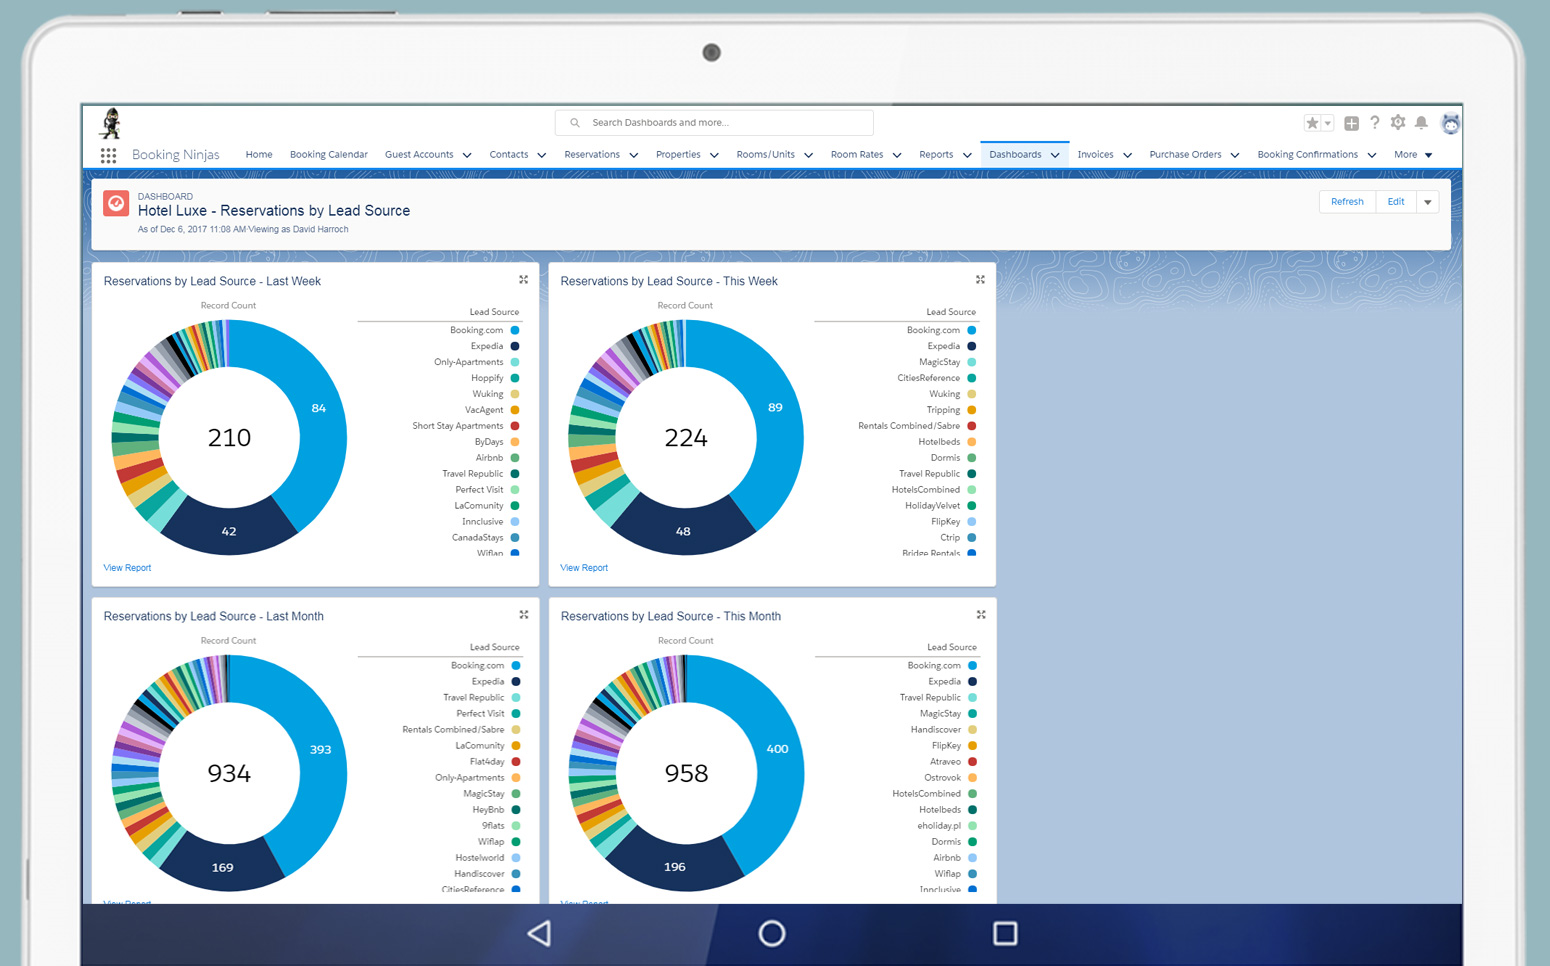 Search Dashboards and more...
Booking Ninjas Home Booking Calendar Guest Accounts Contacts Reservations Properties Rooms/Units Room Rates Reports Dashboards Invoices Purchase Orders Booking Confirmations More
DASHBOARD
Hotel Luxe - Reservations by Lead Source
As of Dec 6, 2017 11:08 AM·Viewing as David Harroch
Refresh Edit
Reservations by Lead Source - Last Week
Record Count
Lead Source
Booking.com
Expedia
Only-Apartments
Hoppify
Wuking
VacAgent
Short Stay Apartments
ByDays
Airbnb
Travel Republic
Perfect Visit
LaComunity
Innclusive
CanadaStays
Wiflap
84
210
42
View Report
Reservations by Lead Source - This Week
Record Count
Lead Source
Booking.com
Expedia
MagicStay
CitiesReference
Wuking
Tripping
Rentals Combined/Sabre
Hotelbeds
Dormis
Travel Republic
HotelsCombined
HolidayVelvet
FlipKey
Ctrip
Bridge Rentals
89
224
48
View Report
Reservations by Lead Source - Last Month
Record Count
Lead Source
Booking.com
Expedia
Travel Republic
Perfect Visit
Rentals Combined/Sabre
LaComunity
Flat4day
Only-Apartments
MagicStay
HeyBnb
9flats
Wiflap
Hostelworld
Handiscover
CitiesReference
393
934
169
View Report
Reservations by Lead Source - This Month
Record Count
Lead Source
Booking.com
Expedia
Travel Republic
MagicStay
Handiscover
FlipKey
Atraveo
Ostrovok
HotelsCombined
Hotelbeds
eholiday.pl
Dormis
Airbnb
Wiflap
Innclusive
400
958
196
View Report